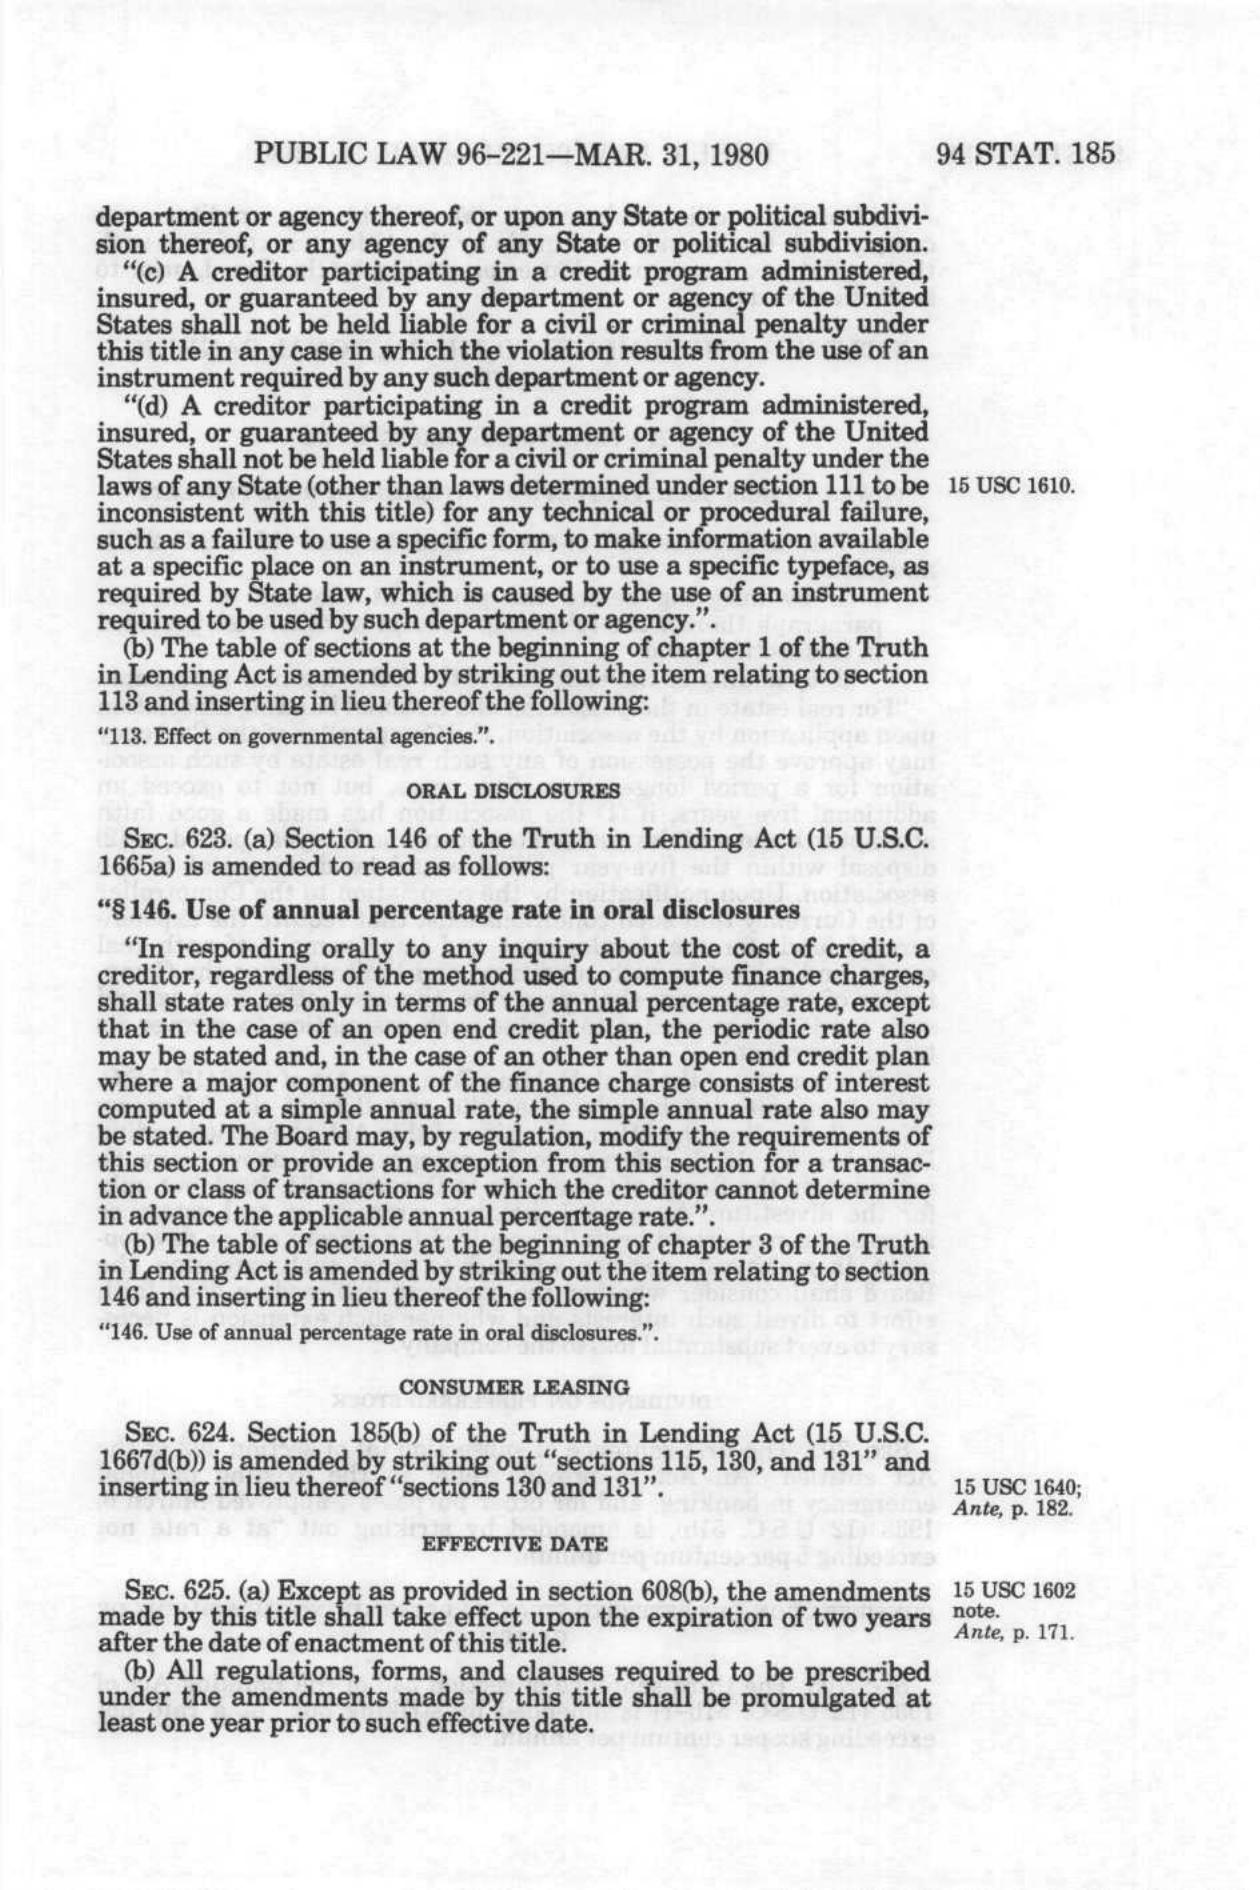 PUBLIC LAW 96–221—MAR. 31, 1980 94 STAT. 185
department or agency thereof, or upon any State or political subdivi-
sion thereof, or any agency of any State or political subdivision.
“(c) A creditor participating in a credit program administered,
insured, or guaranteed by any department or agency of the United
States shall not be held liable for a civil or criminal penalty under
this title in any case in which the violation results from the use of an
instrument required by any such department or agency.
“(d) A creditor participating in a credit program administered,
insured, or guaranteed by any department or agency of the United
States shall not be held liable for a civil or criminal penalty under the
laws of any State (other than laws determined under section 111 to be 15 USC 1610.
inconsistent with this title) for any technical or procedural failure,
such as a failure to use a specific form, to make information available
at a specific place on an instrument, or to use a specific typeface, as
required by State law, which is caused by the use of an instrument
required to be used by such department or agency.”.
(b) The table of sections at the beginning of chapter 1 of the Truth
in Lending Act is amended by striking out the item relating to section
113 and inserting in lieu thereof the following:
“113. Effect on governmental agencies.”.
ORAL DISCLOSURES
SEC. 623. (a) Section 146 of the Truth in Lending Act (15 U.S.C.
1665a) is amended to read as follows:
“§ 146. Use of annual percentage rate in oral disclosures
“In responding orally to any inquiry about the cost of credit, a
creditor, regardless of the method used to compute finance charges,
shall state rates only in terms of the annual percentage rate, except
that in the case of an open end credit plan, the periodic rate also
may be stated and, in the case of an other than open end credit plan
where a major component of the finance charge consists of interest
computed at a simple annual rate, the simple annual rate also may
be stated. The Board may, by regulation, modify the requirements of
this section or provide an exception from this section for a transac-
tion or class of transactions for which the creditor cannot determine
in advance the applicable annual percentage rate.”.
(b) The table of sections at the beginning of chapter 3 of the Truth
in Lending Act is amended by striking out the item relating to section
146 and inserting in lieu thereof the following:
“146. Use of annual percentage rate in oral disclosures.”.
CONSUMER LEASING
SEC. 624. Section 185(b) of the Truth in Lending Act (15 U.S.C.
1667d(b)) is amended by striking out “sections 115, 130, and 131” and
inserting in lieu thereof “sections 130 and 131”. 15 USC 1640;
Ante, p. 182.
EFFECTIVE DATE
SEC. 625. (a) Except as provided in section 608(b), the amendments 15 USC 1602
made by this title shall take effect upon the expiration of two years note.
after the date of enactment of this title. Ante, p. 171.
(b) All regulations, forms, and clauses required to be prescribed
under the amendments made by this title shall be promulgated at
least one year prior to such effective date.